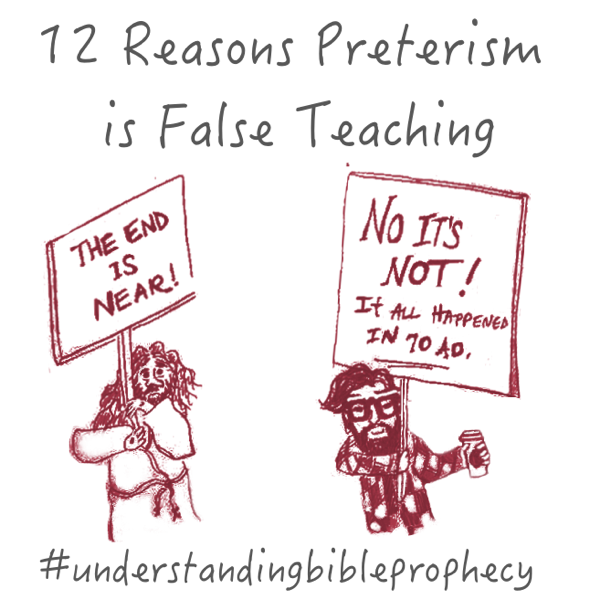 12 Reasons Preterism
is False Teaching
THE END
IS
NEAR!
NO IT'S
NOT!
It ALL HAPPENED
IN 70 AD.
#understandingbibleprophecy